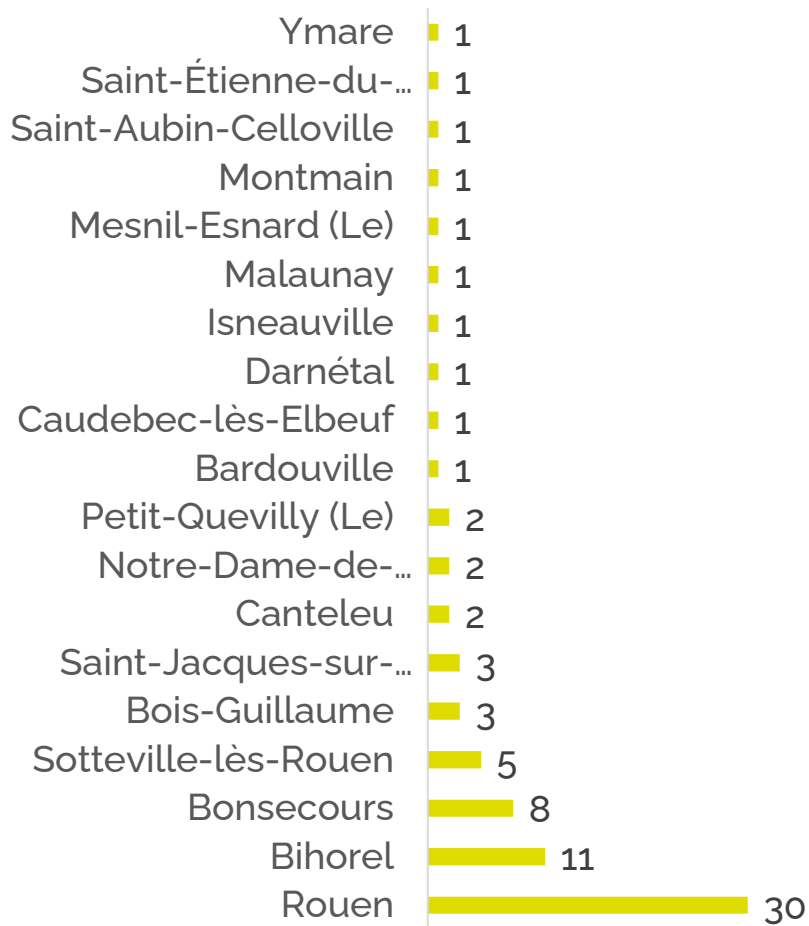 Ymare 1
Saint-Étienne-du-... 1
Saint-Aubin-Celloville 1
Montmain 1
Mesnil-Esnard (Le) 1
Malaunay 1
Isneauville 1
Darnétal 1
Caudebec-lès-Elbeuf 1
Bardouville 1
Petit-Quevilly (Le) 2
Notre-Dame-de-... 2
Canteleu 2
Saint-Jacques-sur-... 3
Bois-Guillaume 3
Sotteville-lès-Rouen 5
Bonsecours 8
Bihorel 11
Rouen 30